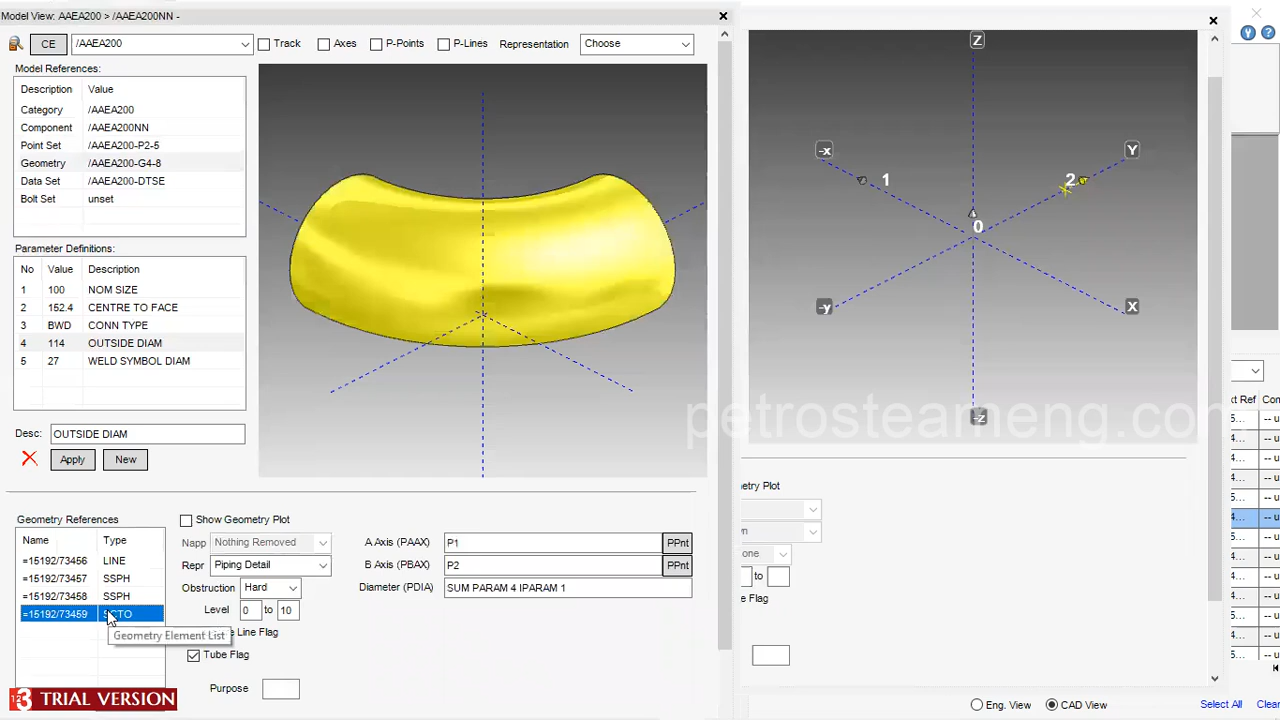 Model View: AAEA200 > /AAEA200NN -
CE /AAEA200 Track Axes P-Points P-Lines Representation Choose
Model References:
Description Value
Category /AAEA200
Component /AAEA200NN
Point Set /AAEA200-P2-5
Geometry /AAEA200-G4-8
Data Set /AAEA200-DTSE
Bolt Set unset
Parameter Definitions:
No Value Description
1 100 NOM SIZE
2 152.4 CENTRE TO FACE
3 BWD CONN TYPE
4 114 OUTSIDE DIAM
5 27 WELD SYMBOL DIAM
Desc: OUTSIDE DIAM
Apply New
Geometry References
Name Type
=15192/73456 LINE
=15192/73457 SSPH
=15192/73458 SSPH
=15192/73459
Geometry Element List
Show Geometry Plot
Napp Nothing Removed
Repr Piping Detail
Obstruction Hard
Level 0 to 10
Line Flag
Tube Flag
Purpose
A Axis (PAAX) P1 PPnt
B Axis (PBAX) P2 PPnt
Diameter (PDIA) SUM PARAM 4 IPARAM 1
Z
-x
Y
1
2
0
-y
X
-z
petrosteameng.com
metry Plot
to
e Flag
Eng. View CAD View Select All Clear
TRIAL VERSION